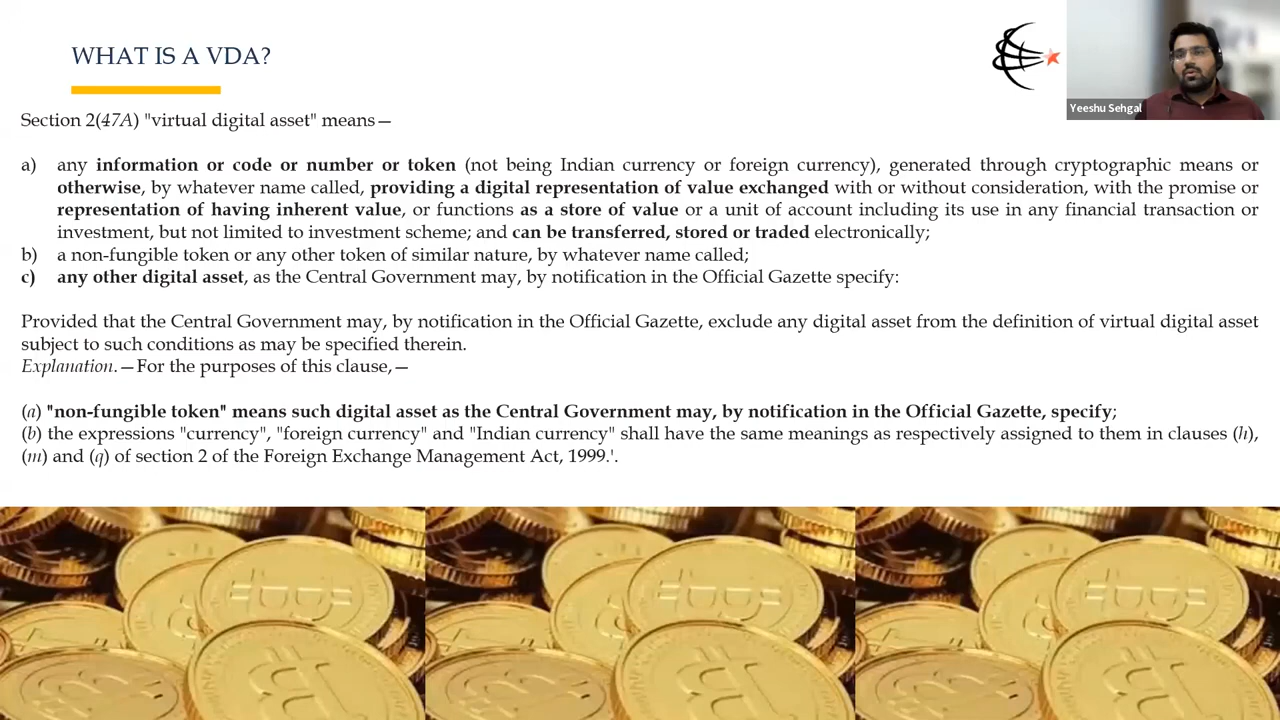 WHAT IS A VDA?
Yeeshu Sehgal
Section 2(47A) "virtual digital asset" means—
a) any information or code or number or token (not being Indian currency or foreign currency), generated through cryptographic means or
otherwise, by whatever name called, providing a digital representation of value exchanged with or without consideration, with the promise or
representation of having inherent value, or functions as a store of value or a unit of account including its use in any financial transaction or
investment, but not limited to investment scheme; and can be transferred, stored or traded electronically;
b) a non-fungible token or any other token of similar nature, by whatever name called;
c) any other digital asset, as the Central Government may, by notification in the Official Gazette specify:
Provided that the Central Government may, by notification in the Official Gazette, exclude any digital asset from the definition of virtual digital asset
subject to such conditions as may be specified therein.
Explanation.—For the purposes of this clause,—
(a) "non-fungible token" means such digital asset as the Central Government may, by notification in the Official Gazette, specify;
(b) the expressions "currency", "foreign currency" and "Indian currency" shall have the same meanings as respectively assigned to them in clauses (h),
(m) and (q) of section 2 of the Foreign Exchange Management Act, 1999.'.